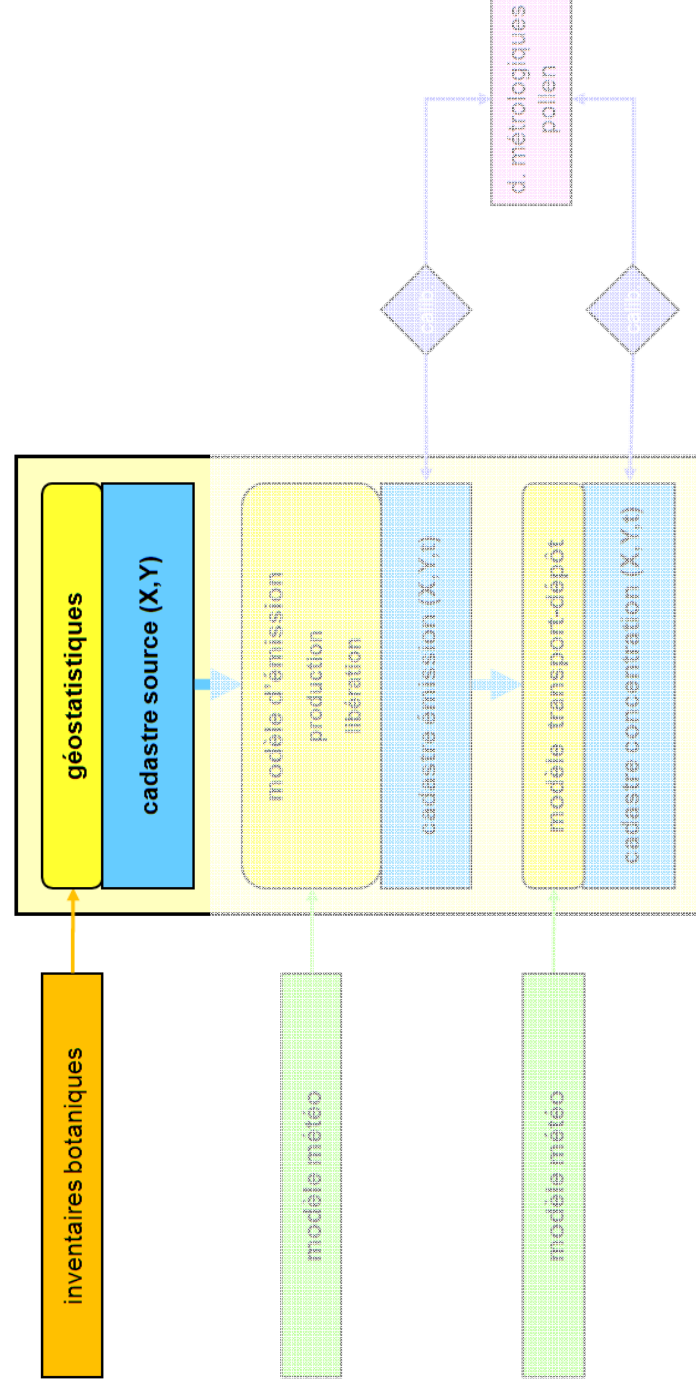 inventaires botaniques
géostatistiques
cadastre source (X,Y)
modèle météo
modèle d'émission
production
libération
cadastre émission (X,Y,t)
calib.
d. métrologiques
pollen
modèle météo
modèle transport-dépôt
cadastre concentration (X,Y,t)
calib.